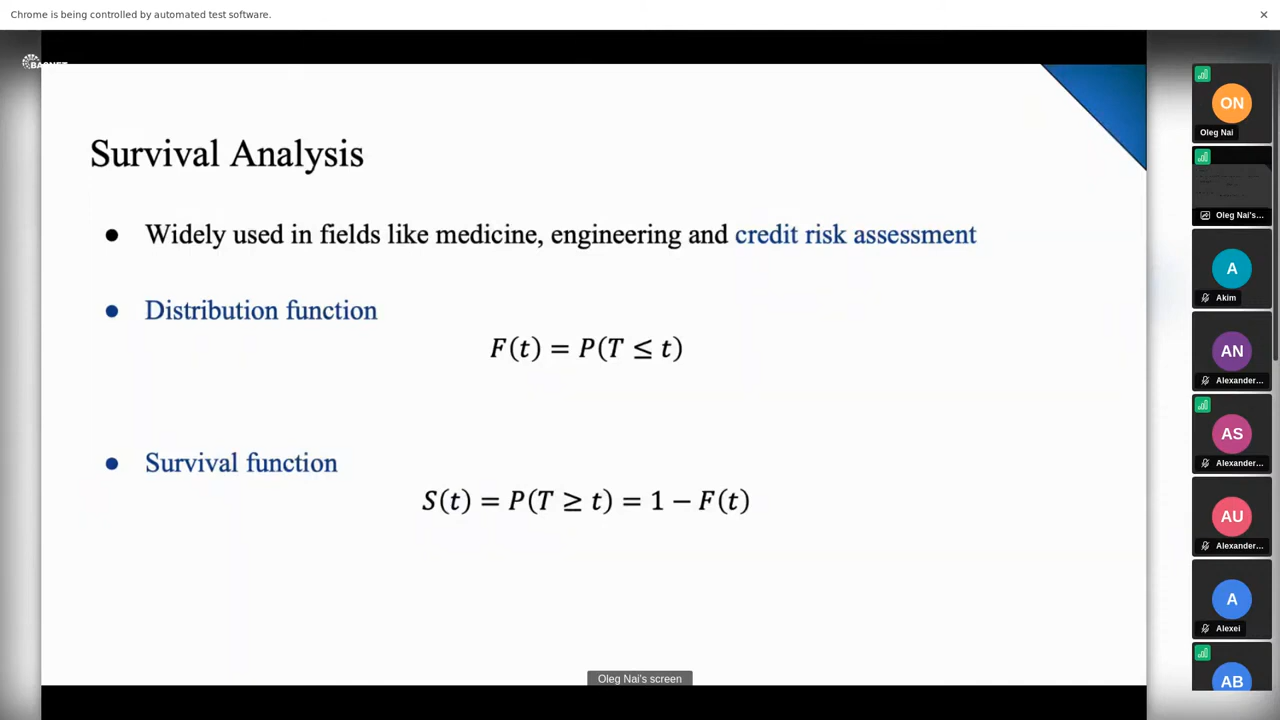 Chrome is being controlled by automated test software.
BASNET
Survival Analysis
● Widely used in fields like medicine, engineering and credit risk assessment
● Distribution function
F(t) = P(T ≤ t)
● Survival function
S(t) = P(T ≥ t) = 1 − F(t)
Oleg Nai's screen
ON
Oleg Nai
Oleg Nai's...
A
Akim
AN
Alexander...
AS
Alexander...
AU
Alexander...
A
Alexei
AB